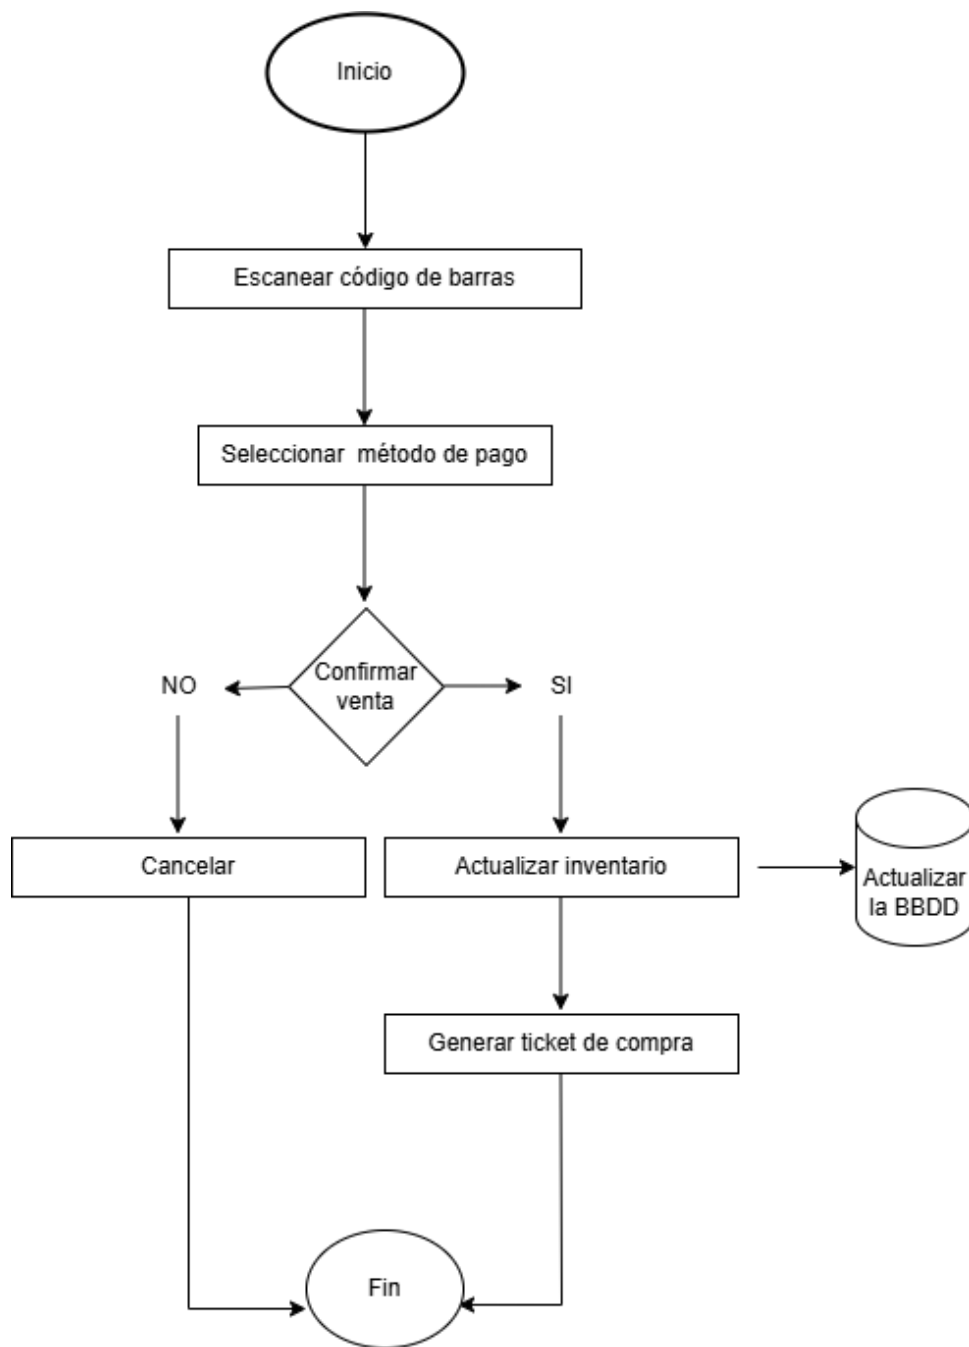 Inicio
Escanear código de barras
Seleccionar método de pago
Confirmar
venta
NO
SI
Cancelar
Actualizar inventario
Actualizar
la BBDD
Generar ticket de compra
Fin